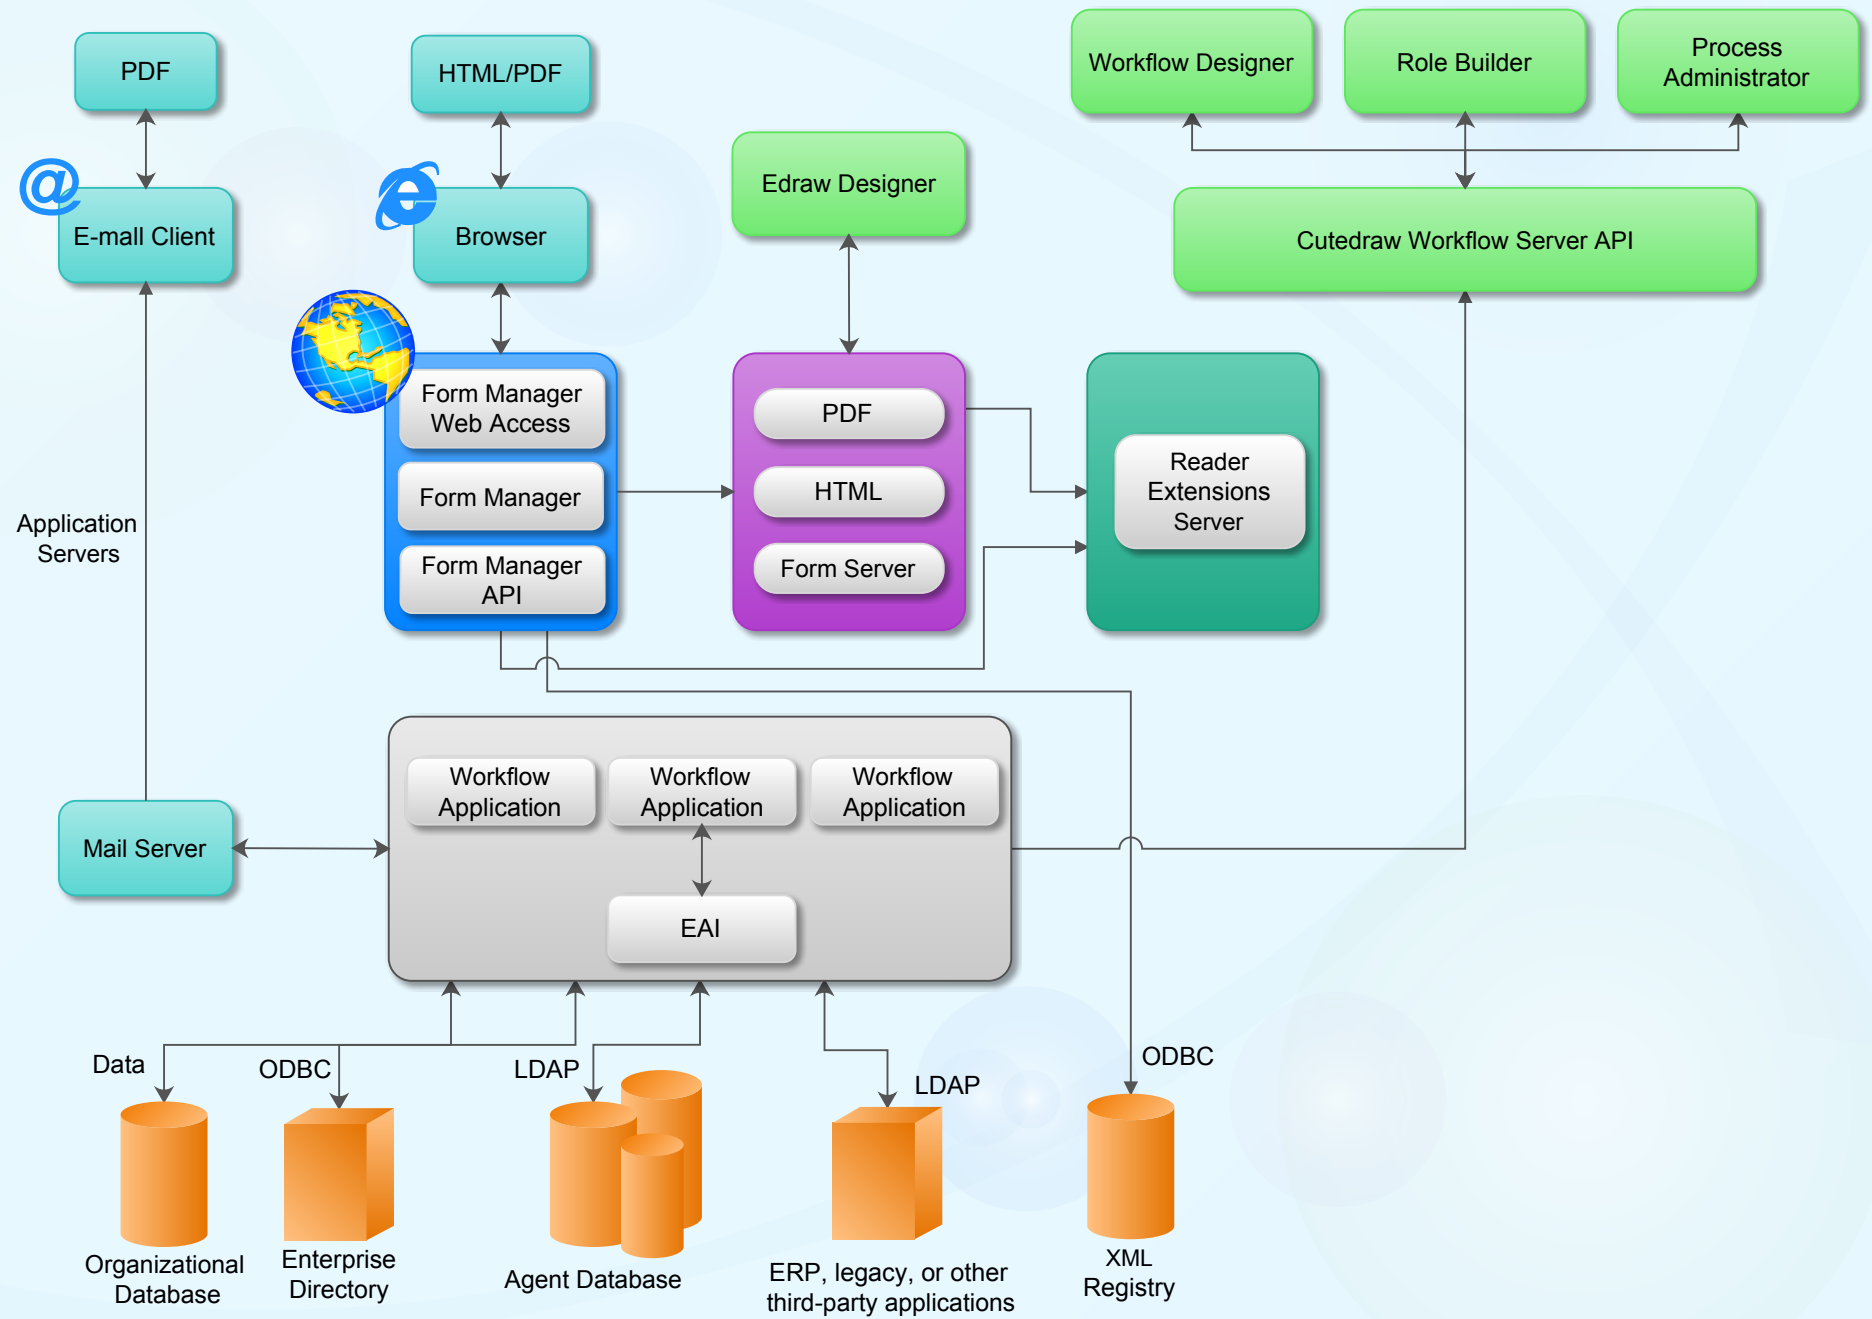 PDF
HTML/PDF
Workflow Designer
Role Builder
Process
Administrator
@
E-mall Client
Browser
Edraw Designer
Cutedraw Workflow Server API
Form Manager
Web Access
Form Manager
Form Manager
API
PDF
HTML
Form Server
Reader
Extensions
Server
Application
Servers
Workflow
Application
Workflow
Application
Workflow
Application
Mail Server
EAI
Data
ODBC
LDAP
LDAP
ODBC
Organizational
Database
Enterprise
Directory
Agent Database
ERP, legacy, or other
third-party applications
XML
Registry